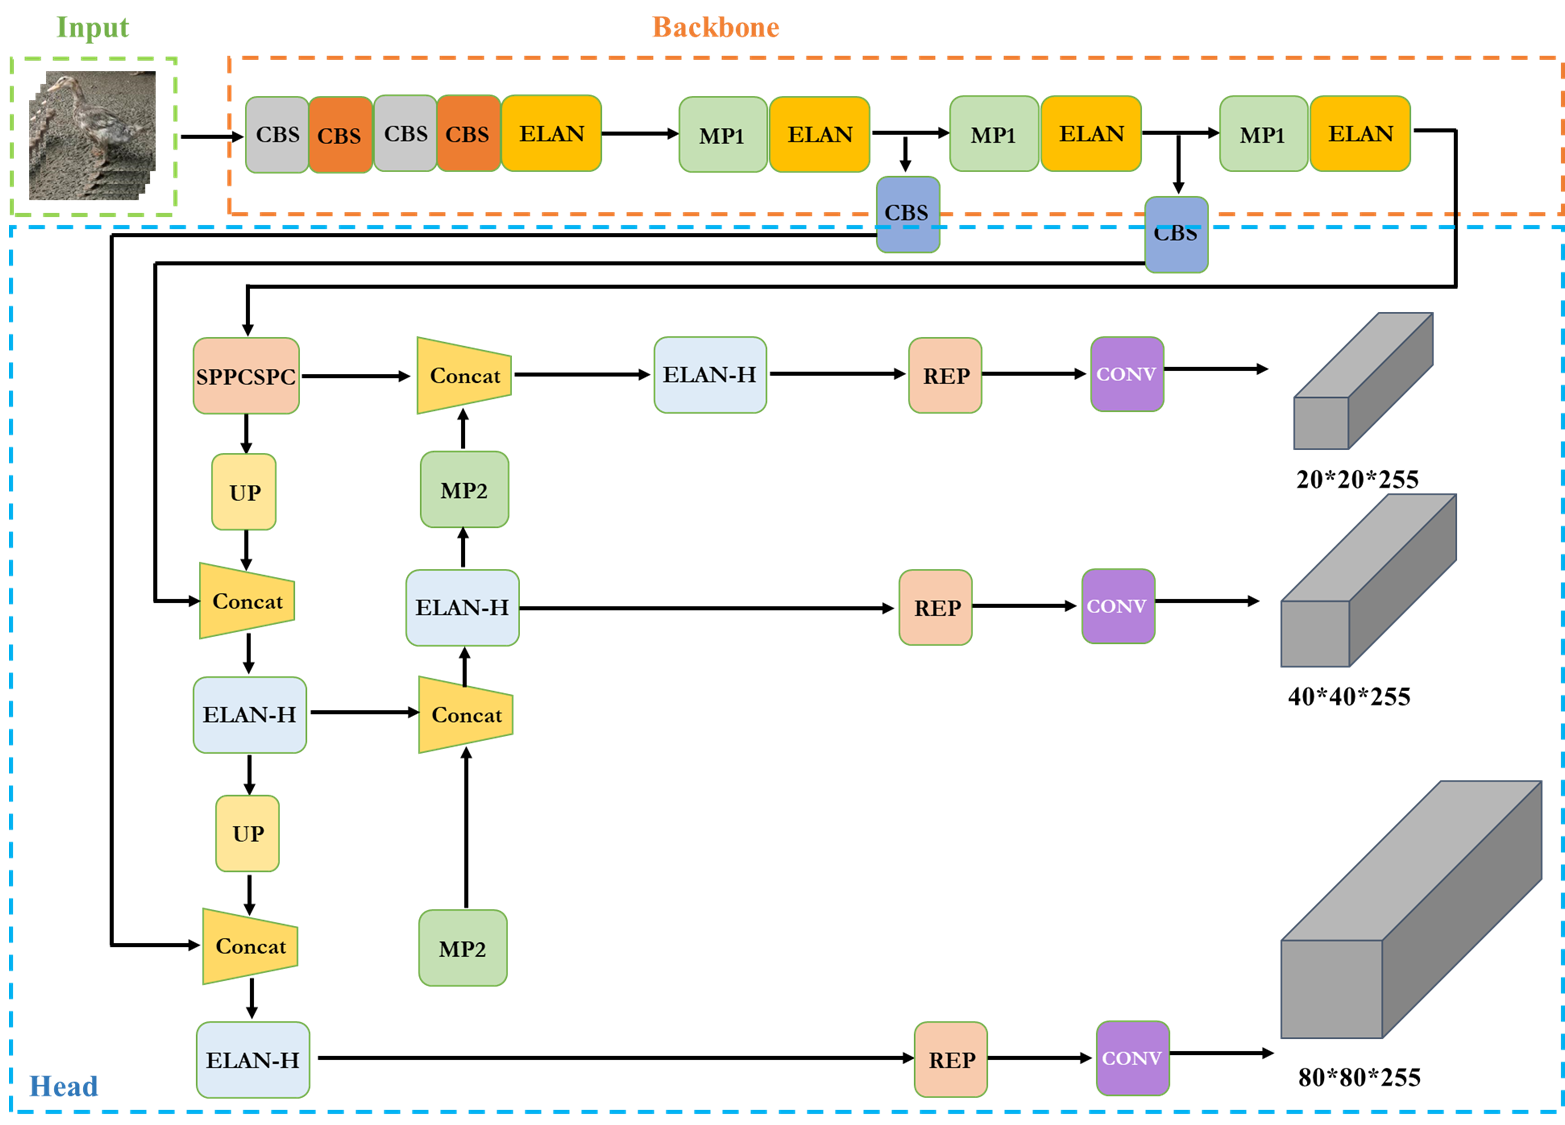 Input
Backbone
CBS CBS CBS CBS ELAN MP1 ELAN MP1 ELAN MP1 ELAN
CBS
CBS
SPPCSPC Concat ELAN-H REP CONV
20*20*255
UP MP2
Concat ELAN-H REP CONV
40*40*255
ELAN-H Concat
UP
Concat MP2
ELAN-H REP CONV
80*80*255
Head